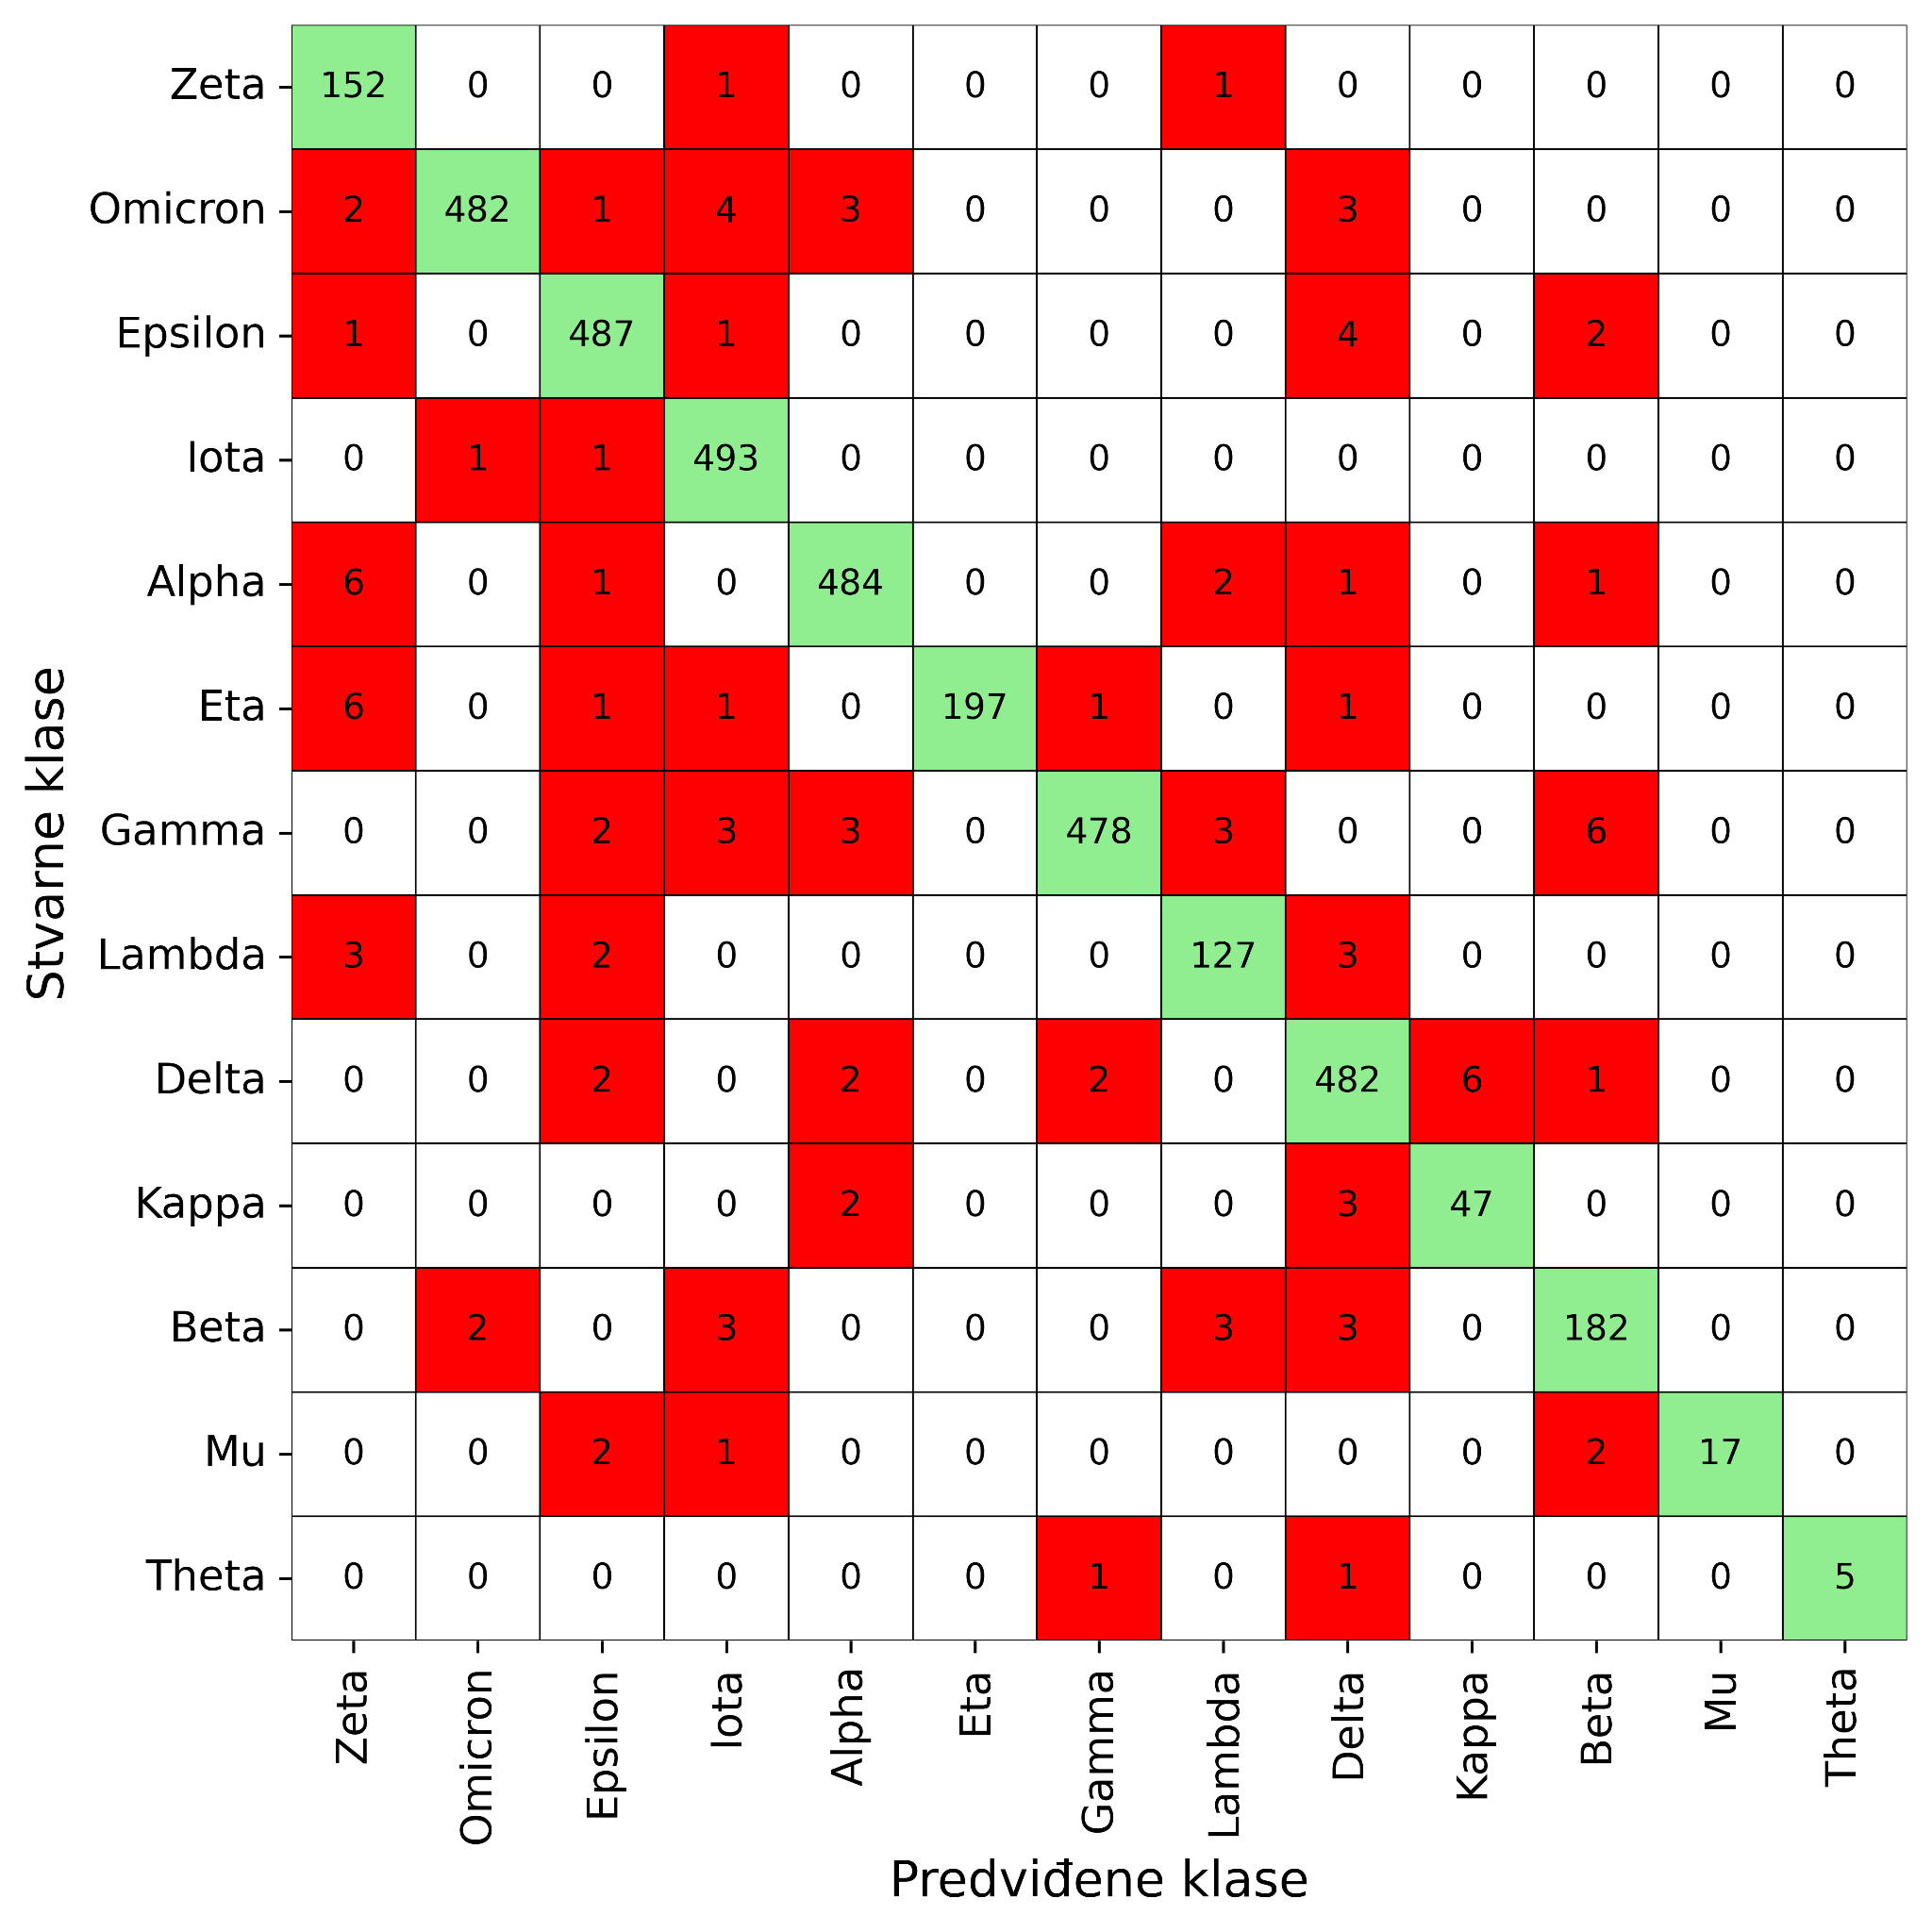 Stvarne klase
Zeta 152 0 0 1 0 0 0 1 0 0 0 0 0
Omicron 2 482 1 4 3 0 0 0 3 0 0 0 0
Epsilon 1 0 487 1 0 0 0 0 4 0 2 0 0
Iota 0 1 1 493 0 0 0 0 0 0 0 0 0
Alpha 6 0 1 0 484 0 0 2 1 0 1 0 0
Eta 6 0 1 1 0 197 1 0 1 0 0 0 0
Gamma 0 0 2 3 3 0 478 3 0 0 6 0 0
Lambda 3 0 2 0 0 0 0 127 3 0 0 0 0
Delta 0 0 2 0 2 0 2 0 482 6 1 0 0
Kappa 0 0 0 0 2 0 0 0 3 47 0 0 0
Beta 0 2 0 3 0 0 0 3 3 0 182 0 0
Mu 0 0 2 1 0 0 0 0 0 0 2 17 0
Theta 0 0 0 0 0 0 1 0 1 0 0 0 5
Zeta Omicron Epsilon Iota Alpha Eta Gamma Lambda Delta Kappa Beta Mu Theta
Predviđene klase